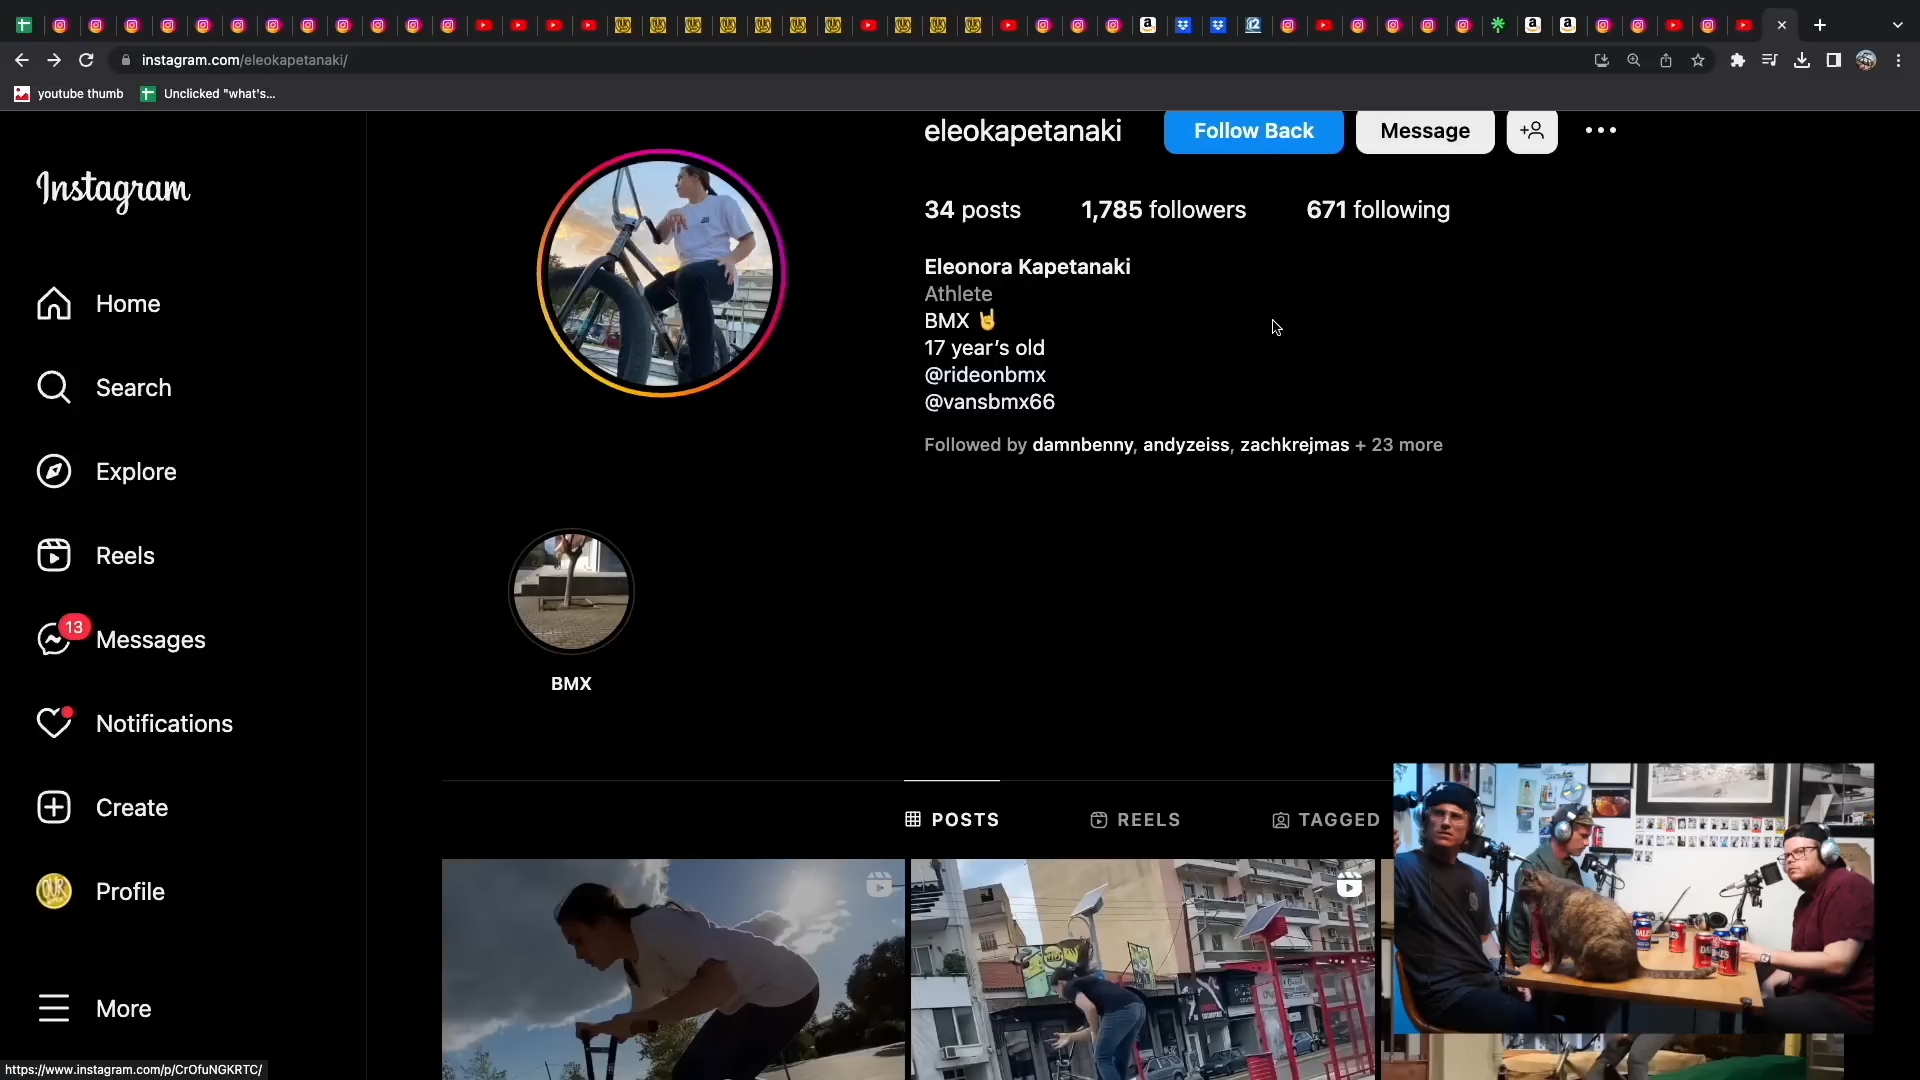 instagram.com/eleokapetanaki/
youtube thumb
Unclicked "what's...
Instagram
Home
Search
Explore
Reels
13
Messages
Notifications
Create
Profile
More
eleokapetanaki
Follow Back
Message
34 posts
1,785 followers
671 following
Eleonora Kapetanaki
Athlete
BMX 🤘
17 year's old
@rideonbmx
@vansbmx66
Followed by damnbenny, andyzeiss, zachkrejmas + 23 more
BMX
POSTS
REELS
TAGGED
https://www.instagram.com/p/CrOfuNGKRTC/